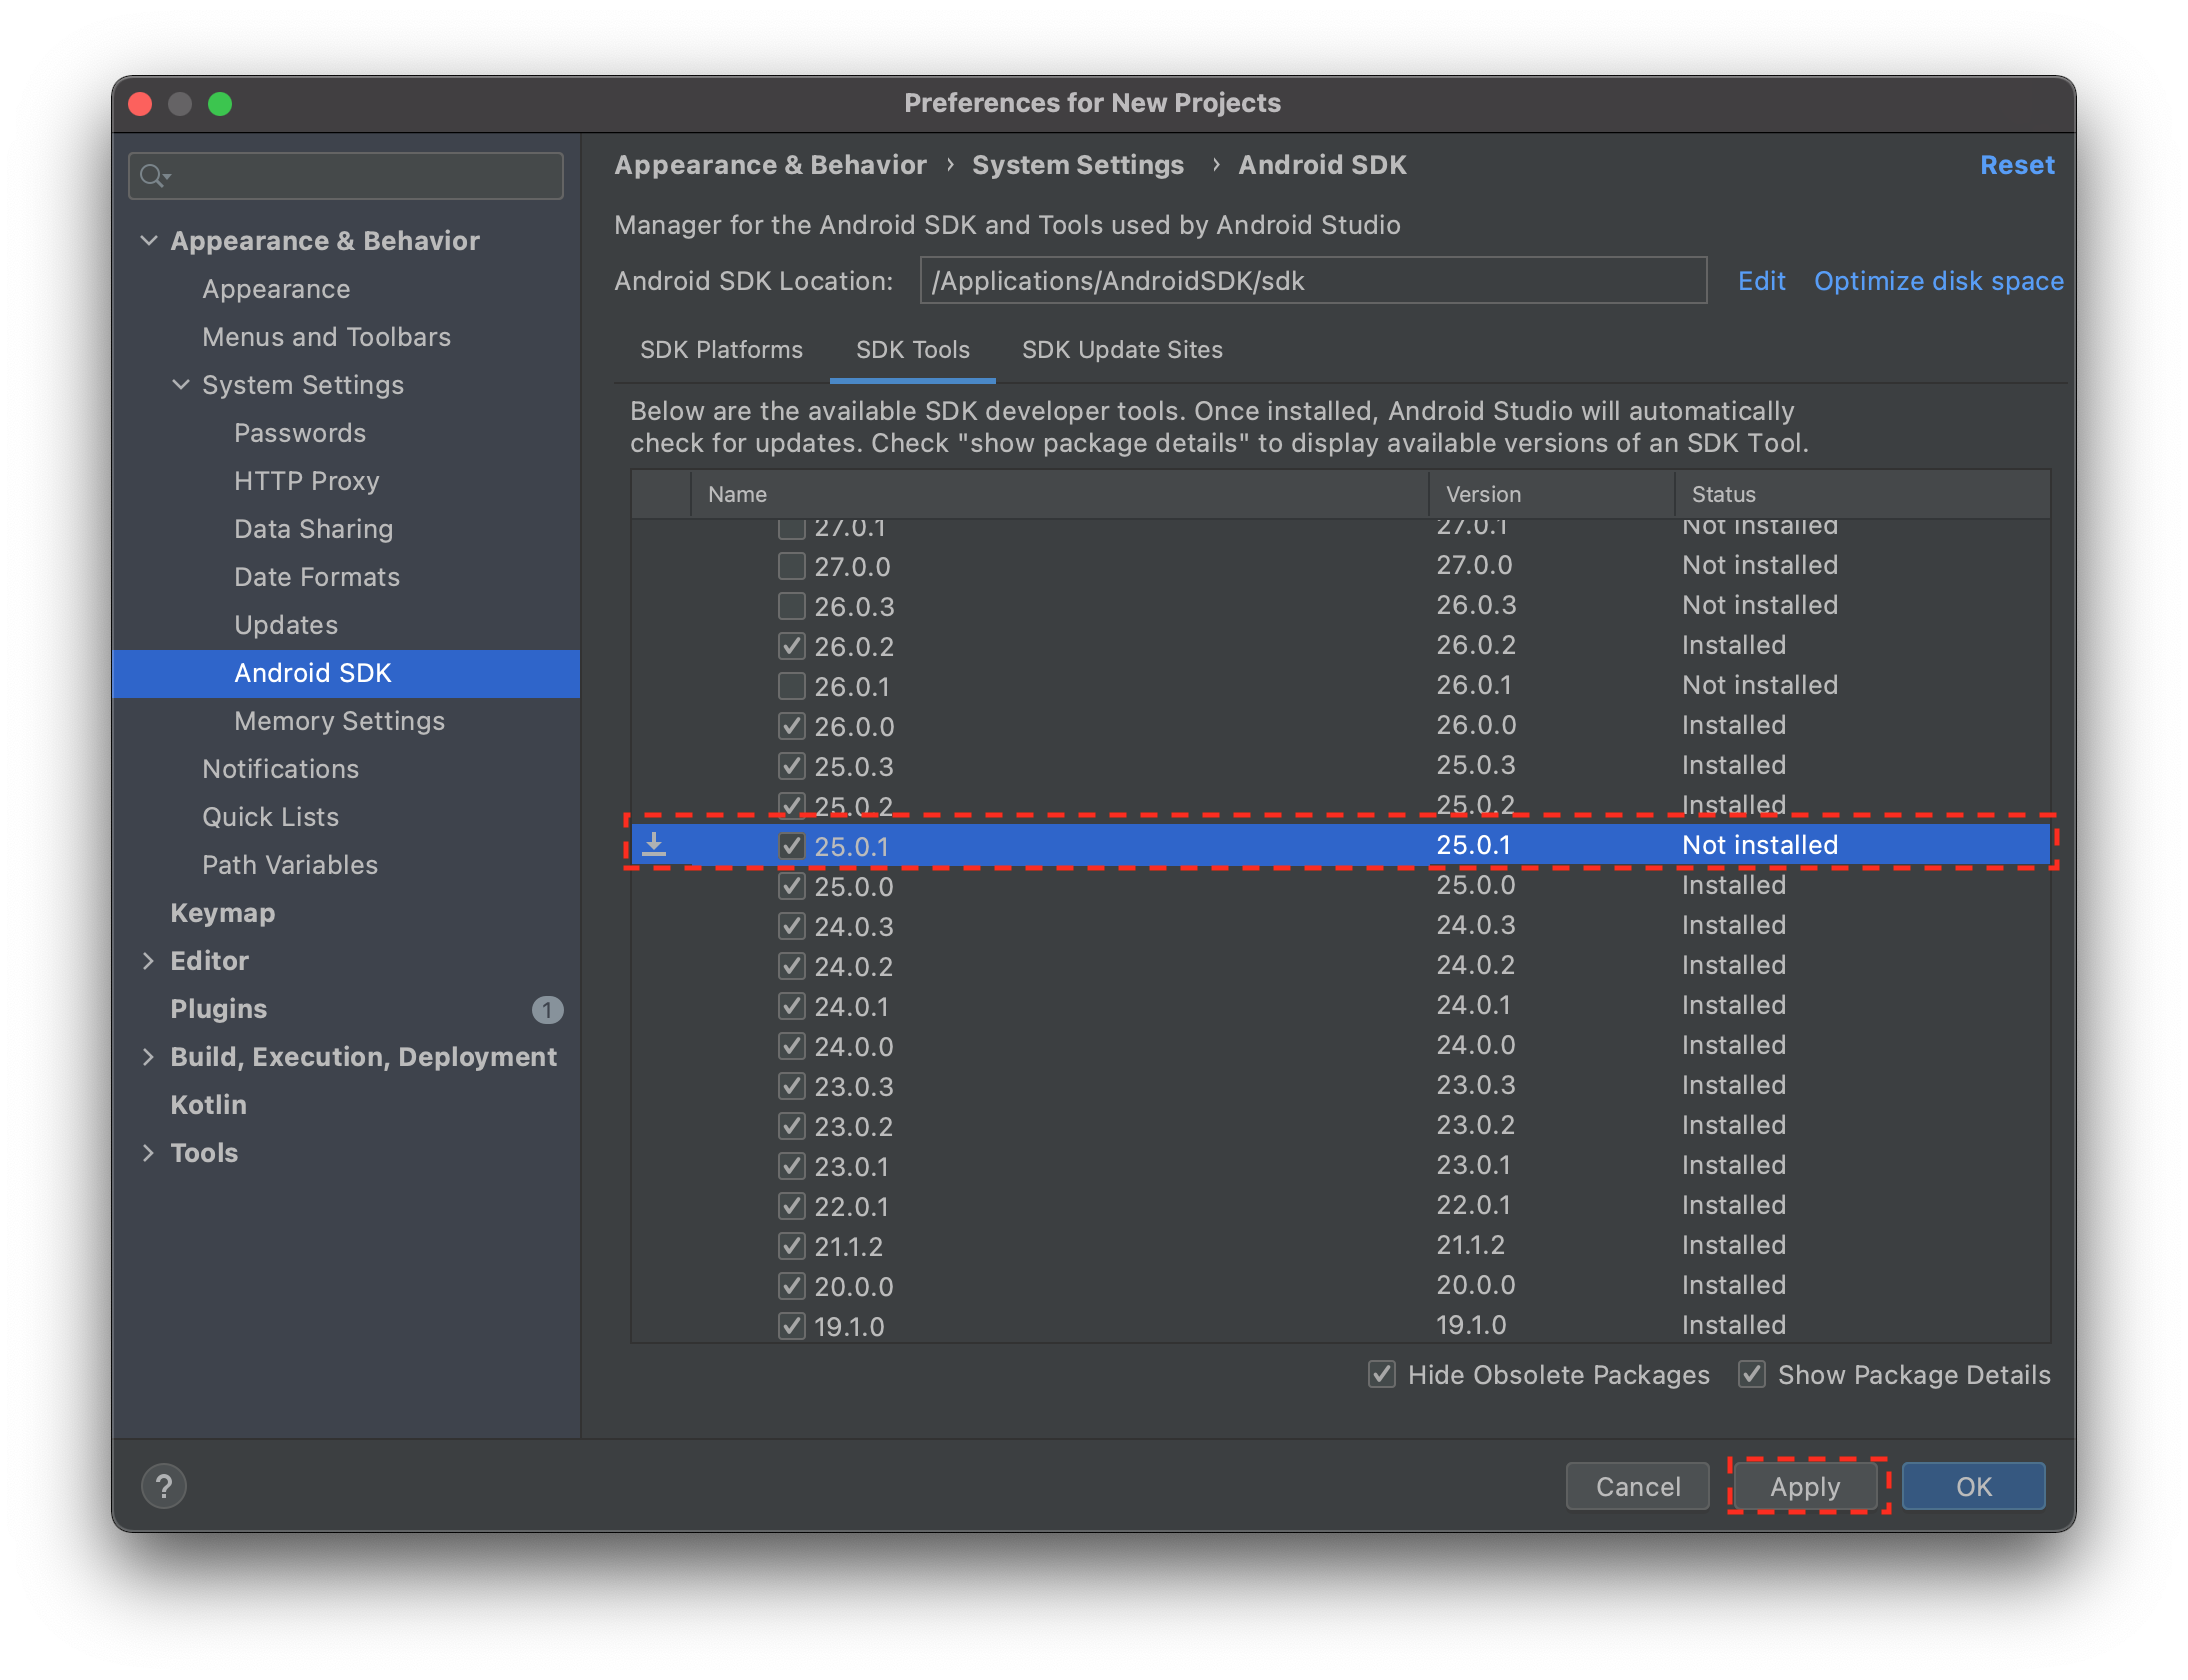 Preferences for New Projects
Appearance & Behavior
Appearance
Menus and Toolbars
System Settings
Passwords
HTTP Proxy
Data Sharing
Date Formats
Updates
Android SDK
Memory Settings
Notifications
Quick Lists
Path Variables
Keymap
Editor
Plugins 1
Build, Execution, Deployment
Kotlin
Tools
Appearance & Behavior › System Settings › Android SDK Reset
Manager for the Android SDK and Tools used by Android Studio
Android SDK Location: /Applications/AndroidSDK/sdk Edit Optimize disk space
SDK Platforms SDK Tools SDK Update Sites
Below are the available SDK developer tools. Once installed, Android Studio will automatically
check for updates. Check "show package details" to display available versions of an SDK Tool.
Name Version Status
27.0.1 27.0.1 Not installed
27.0.0 27.0.0 Not installed
26.0.3 26.0.3 Not installed
26.0.2 26.0.2 Installed
26.0.1 26.0.1 Not installed
26.0.0 26.0.0 Installed
25.0.3 25.0.3 Installed
25.0.2 25.0.2 Installed
25.0.1 25.0.1 Not installed
25.0.0 25.0.0 Installed
24.0.3 24.0.3 Installed
24.0.2 24.0.2 Installed
24.0.1 24.0.1 Installed
24.0.0 24.0.0 Installed
23.0.3 23.0.3 Installed
23.0.2 23.0.2 Installed
23.0.1 23.0.1 Installed
22.0.1 22.0.1 Installed
21.1.2 21.1.2 Installed
20.0.0 20.0.0 Installed
19.1.0 19.1.0 Installed
Hide Obsolete Packages Show Package Details
? Cancel Apply OK